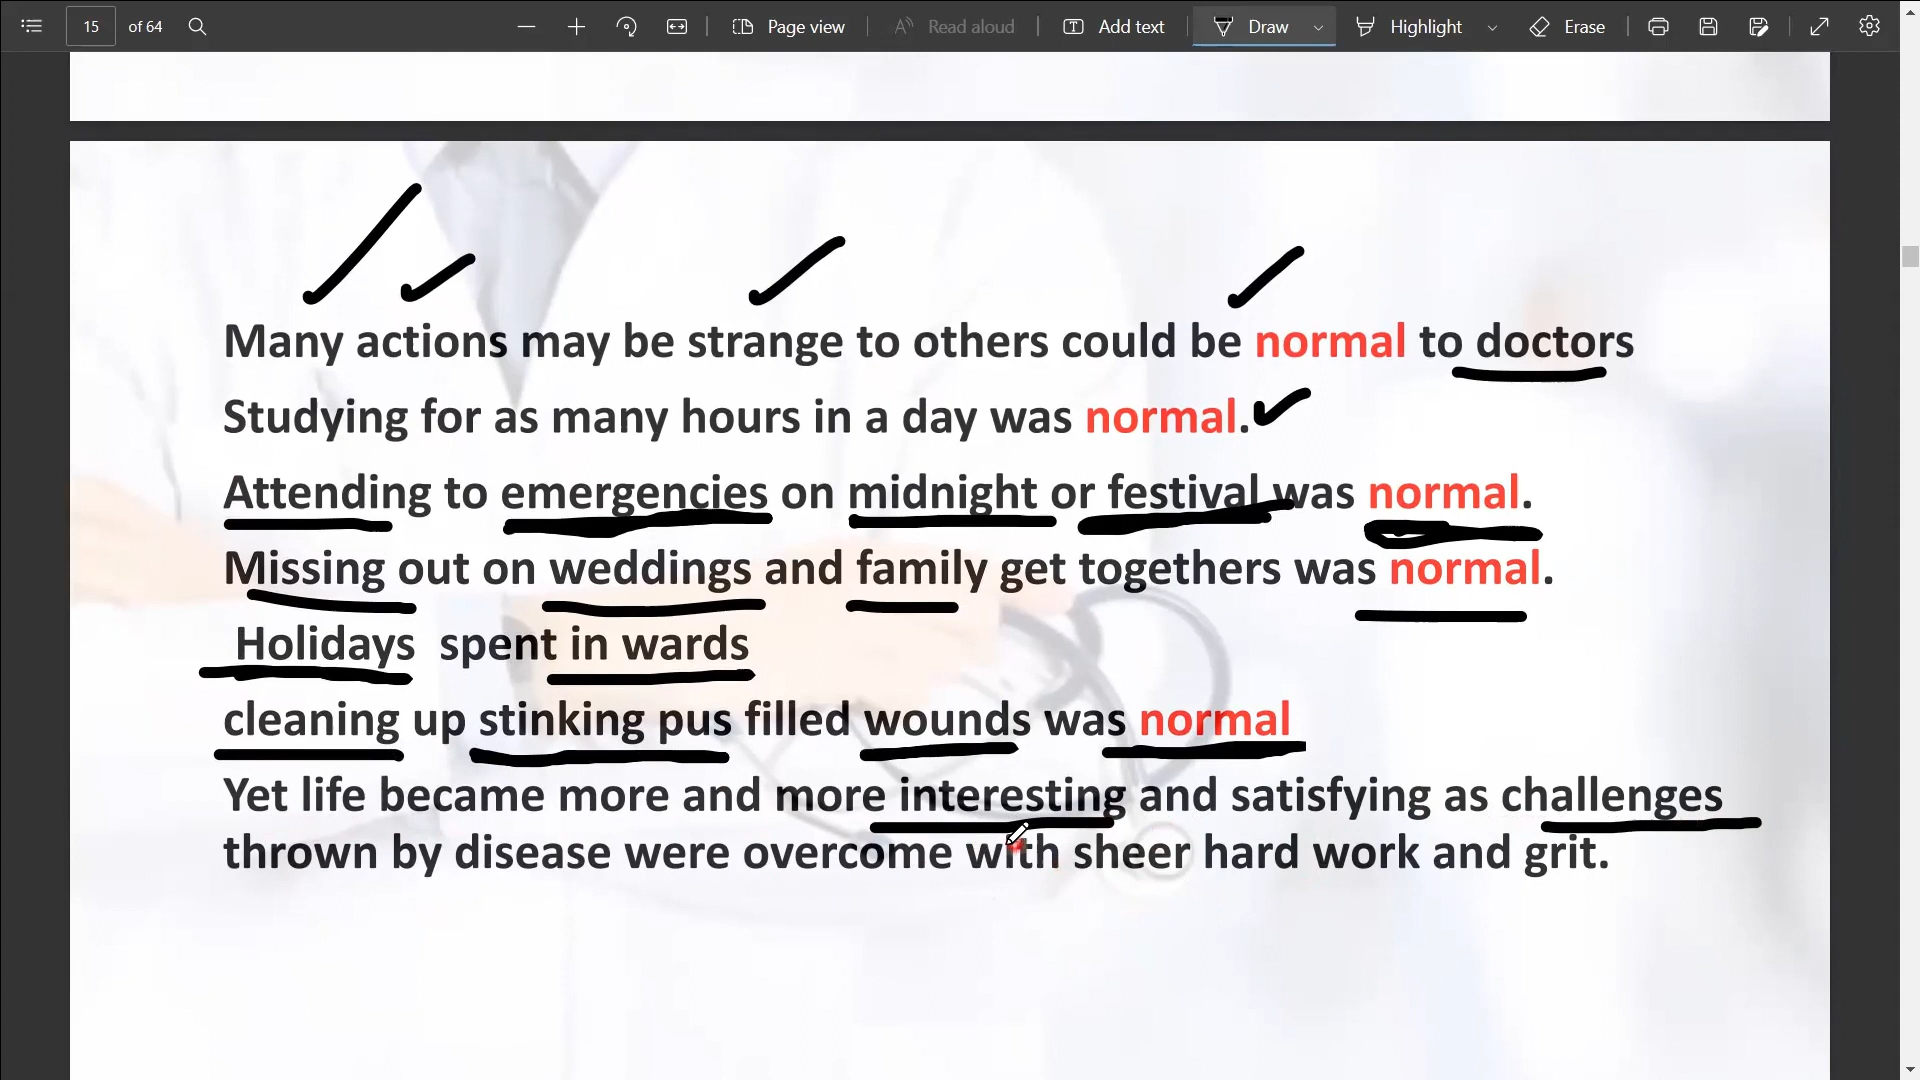 15 of 64 Page view Read aloud Add text Draw Highlight Erase
Many actions may be strange to others could be normal to doctors
Studying for as many hours in a day was normal.
Attending to emergencies on midnight or festival was normal.
Missing out on weddings and family get togethers was normal.
Holidays spent in wards
cleaning up stinking pus filled wounds was normal
Yet life became more and more interesting and satisfying as challenges
thrown by disease were overcome with sheer hard work and grit.